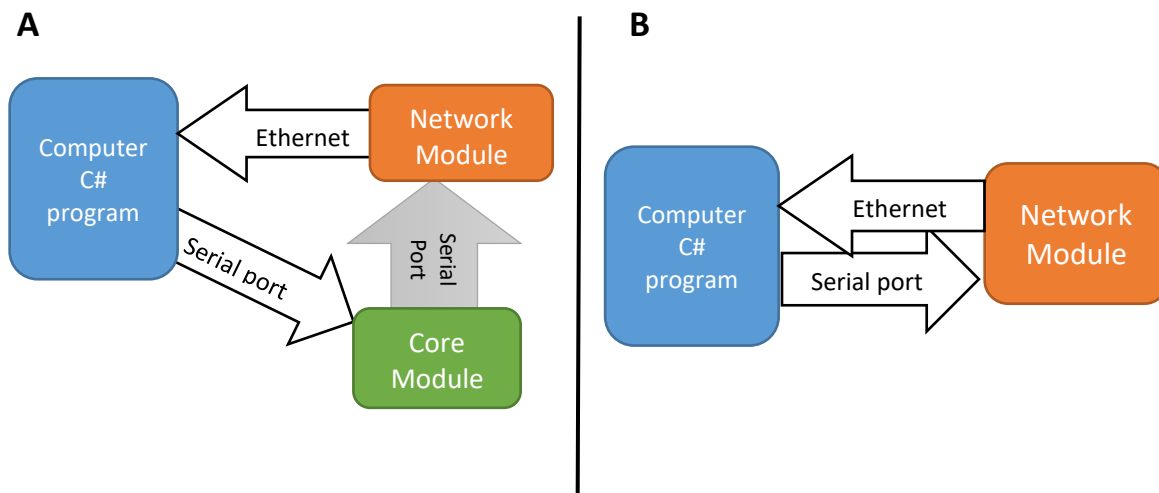 A
Computer
C#
program
Ethernet
Network
Module
Serial port
Serial
Port
Core
Module
B
Computer
C#
program
Ethernet
Serial port
Network
Module